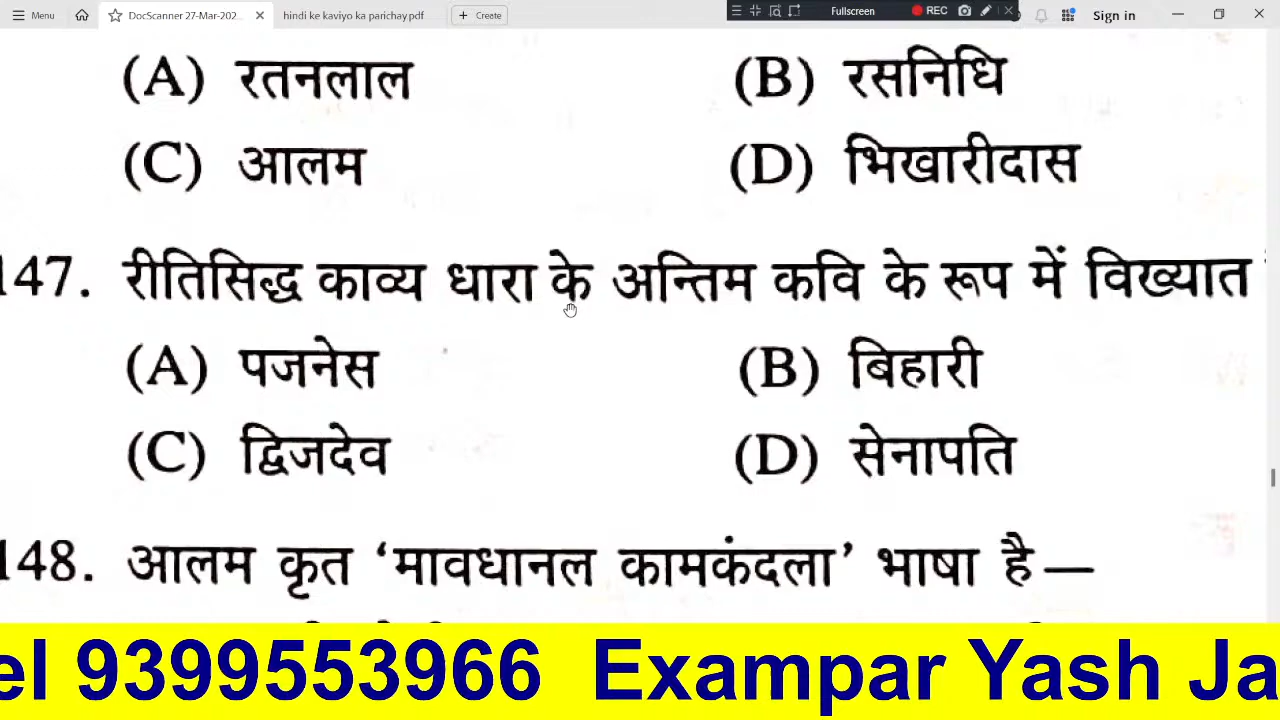 Menu DocScanner 27-Mar-202... hindi ke kaviyo ka parichay.pdf + Create Fullscreen REC Sign in
(A) रतनलाल (B) रसनिधि
(C) आलम (D) भिखारीदास
147. रीतिसिद्ध काव्य धारा के अन्तिम कवि के रूप में विख्यात
(A) पजनेस (B) बिहारी
(C) द्विजदेव (D) सेनापति
148. आलम कृत ‘मावधानल कामकंदला’ भाषा है—
el 9399553966 Exampar Yash Ja